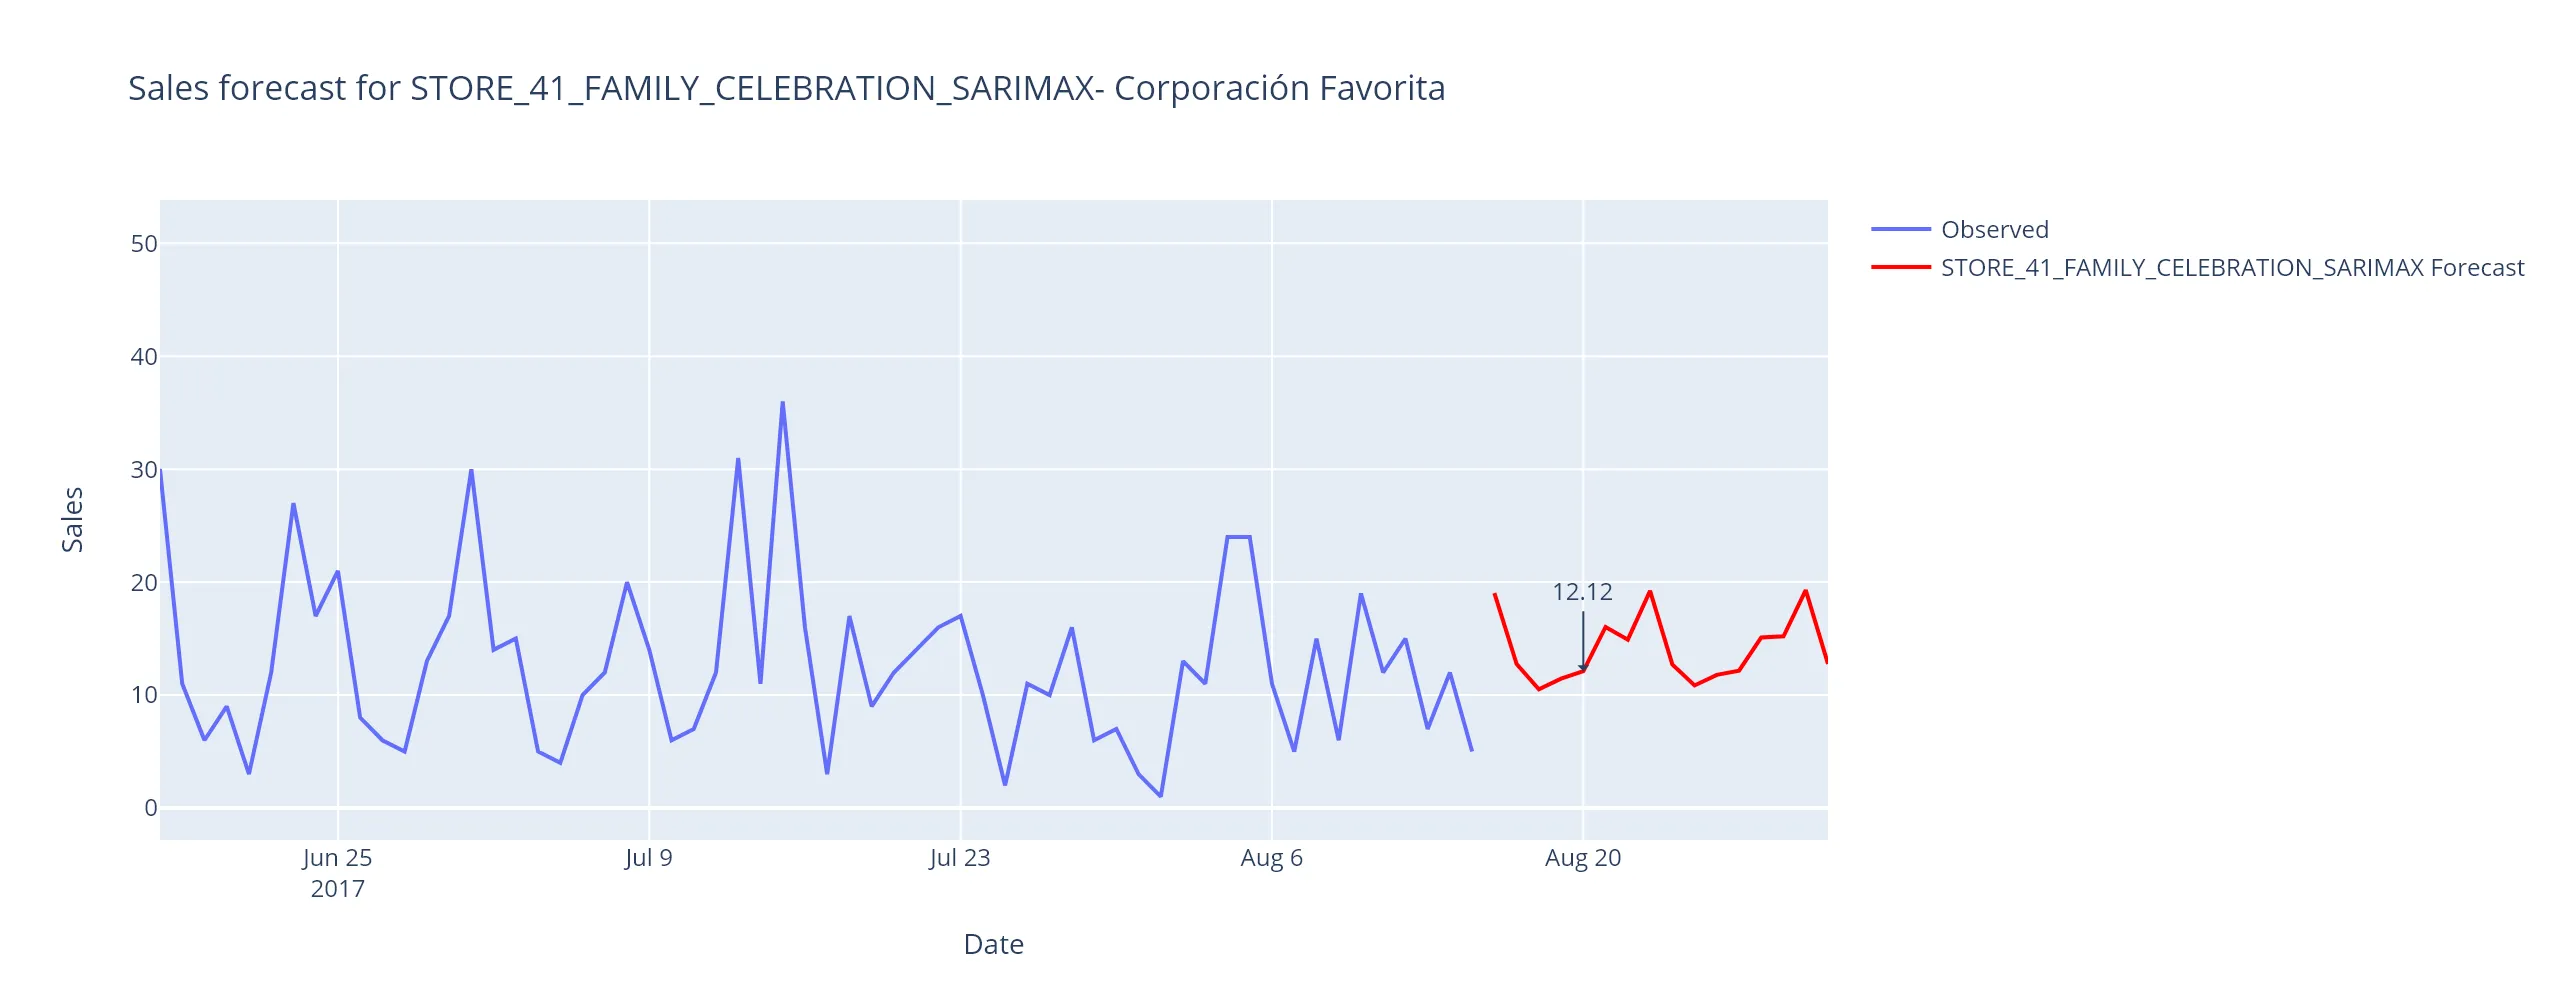 Sales forecast for STORE_41_FAMILY_CELEBRATION_SARIMAX- Corporación Favorita
Observed
STORE_41_FAMILY_CELEBRATION_SARIMAX Forecast
50
40
30
20
10
0
Sales
12.12
Jun 25
2017
Jul 9
Jul 23
Aug 6
Aug 20
Date